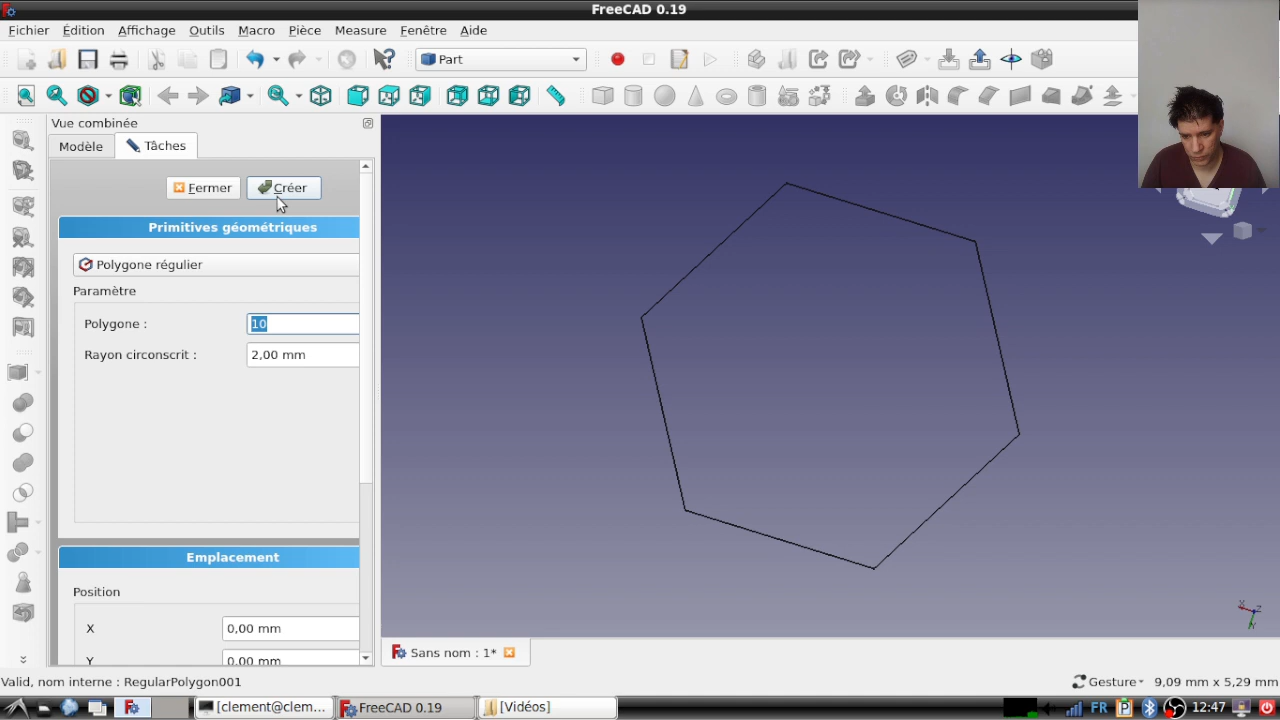 FreeCAD 0.19
Fichier Édition Affichage Outils Macro Pièce Measure Fenêtre Aide
Part
Vue combinée
Modèle Tâches
Fermer Créer
Primitives géométriques
Polygone régulier
Paramètre
Polygone : 10
Rayon circonscrit : 2,00 mm
Emplacement
Position
X 0,00 mm
Y 0,00 mm
Sans nom : 1*
Valid, nom interne : RegularPolygon001
Gesture 9,09 mm x 5,29 mm
[clement@clem... FreeCAD 0.19 [Vidéos] FR 12:47